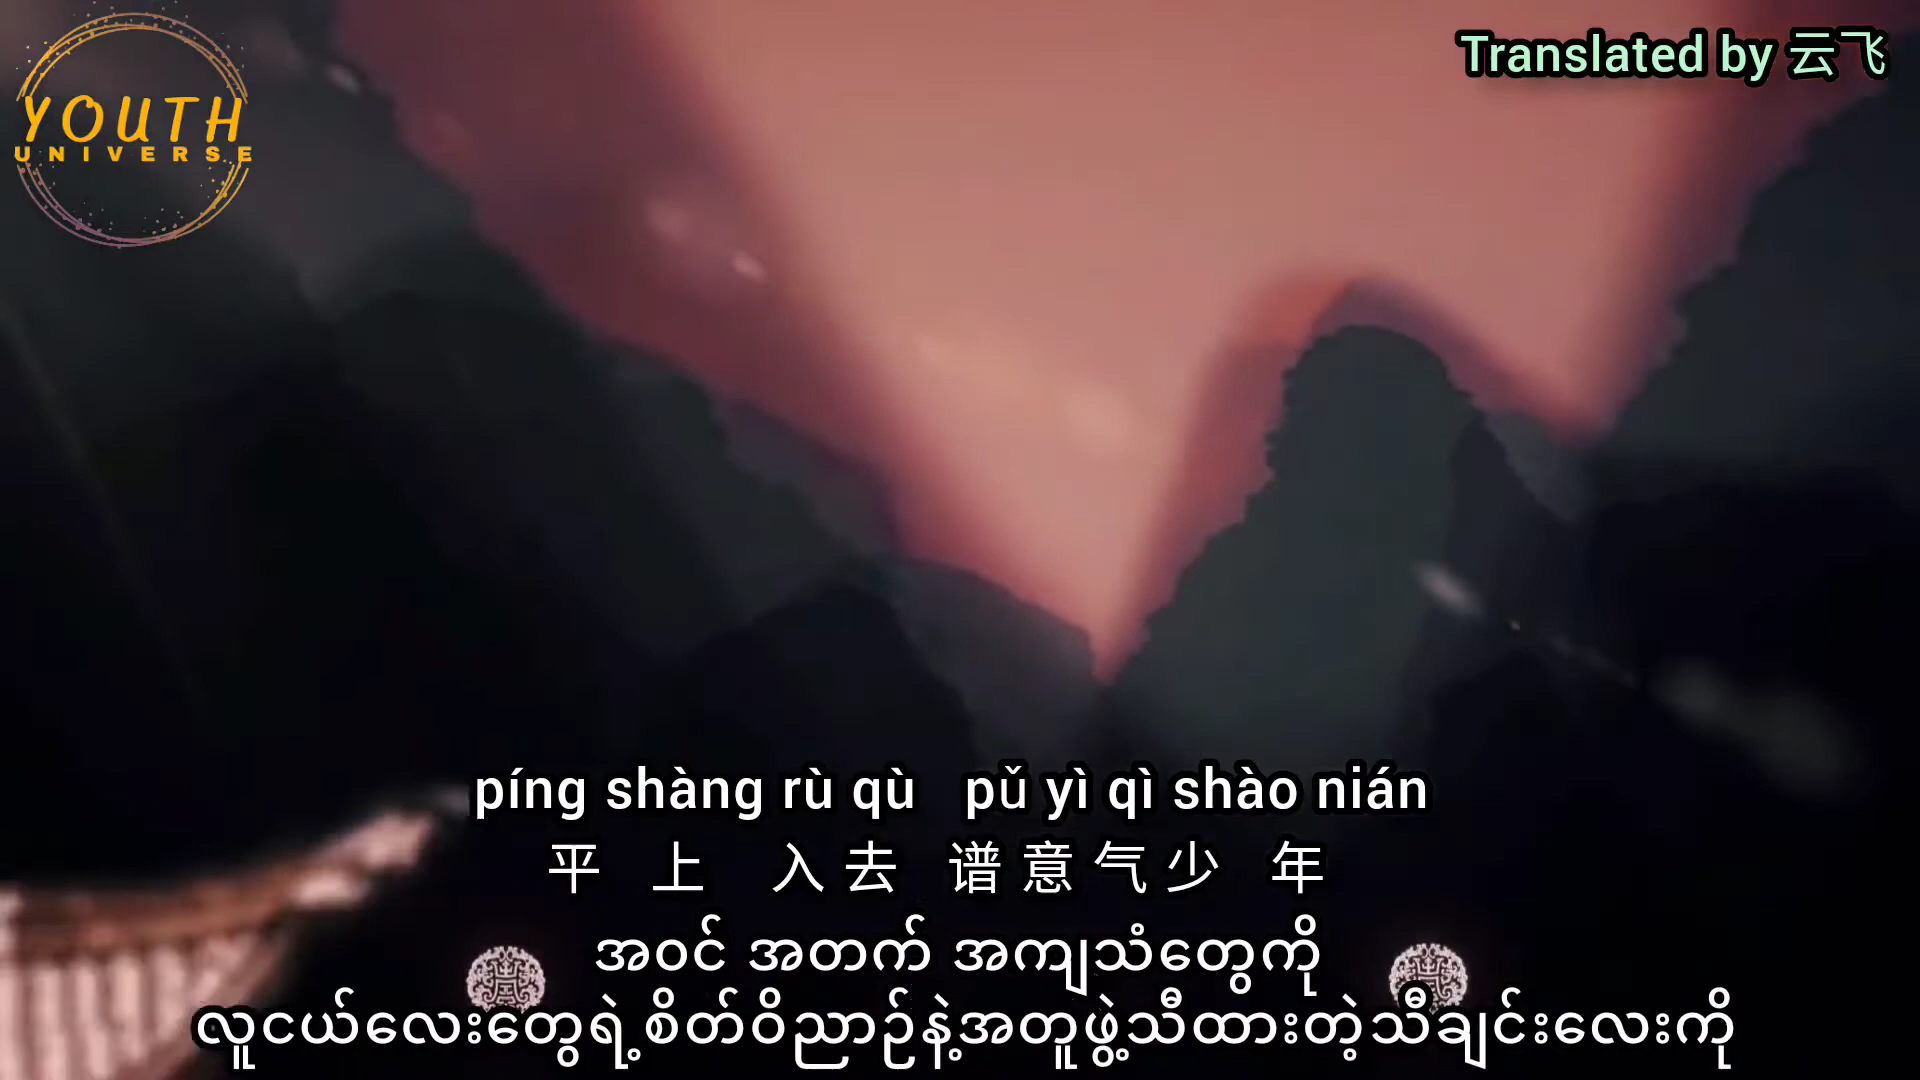 YOUTH
UNIVERSE
Translated by 云飞
píng shàng rù qù pǔ yì qì shào nián
平 上 入 去 谱 意 气 少 年
အဝင် အတက် အကျသံတွေကို
လူငယ်လေးတွေရဲ့စိတ်ဝိညာဉ်နဲ့အတူဖွဲ့သီထားတဲ့သီချင်းလေးကို